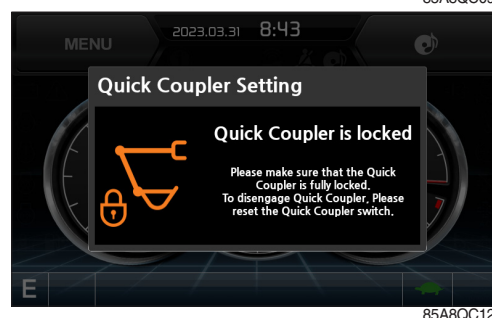 MENU
2023.03.31 8:43
Quick Coupler Setting
Quick Coupler is locked
Please make sure that the Quick
Coupler is fully locked.
To disengage Quick Coupler, Please
reset the Quick Coupler switch.
E